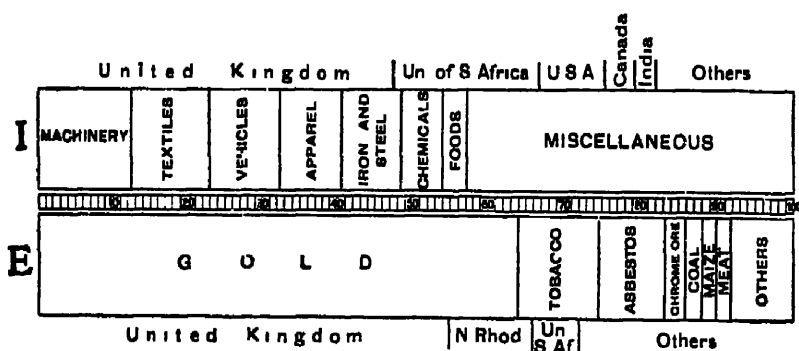 United Kingdom Un of S Africa USA Canada India Others
I MACHINERY TEXTILES VEHICLES APPAREL IRON AND STEEL CHEMICALS FOODS MISCELLANEOUS
10 20 30 40 50 60 70 80 90 100
E GOLD TOBACCO ASBESTOS CHROME ORE COAL MAIZE MEAT OTHERS
United Kingdom N Rhod Un S Af Others